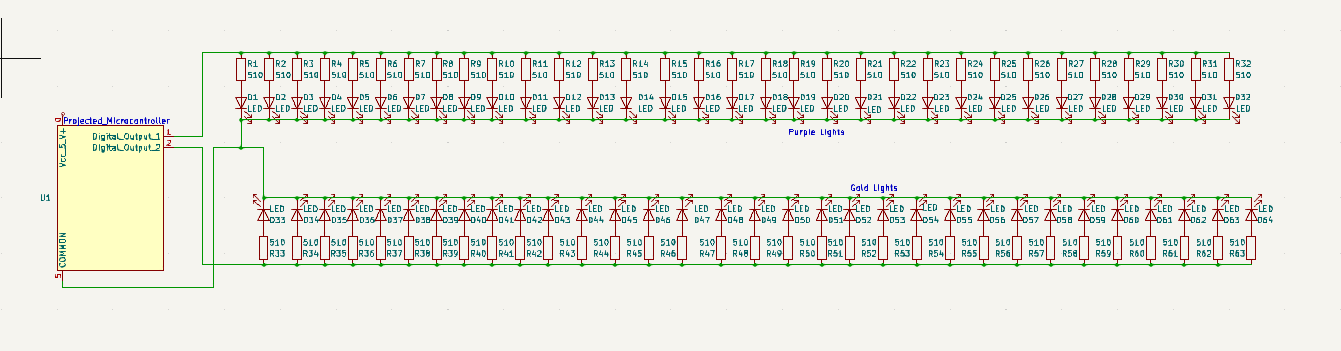 R1 R2 R3 R4 R5 R6 R7 R8 R9 R10 R11 R12 R13 R14 R15 R16 R17 R18 R19 R20 R21 R22 R23 R24 R25 R26 R27 R28 R29 R30 R31 R32
510 510 510 510 510 510 510 510 510 510 510 510 510 510 510 510 510 510 510 510 510 510 510 510 510 510 510 510 510 510 510 510
D1 D2 D3 D4 D5 D6 D7 D8 D9 D10 D11 D12 D13 D14 D15 D16 D17 D18 D19 D20 D21 D22 D23 D24 D25 D26 D27 D28 D29 D30 D31 D32
LED LED LED LED LED LED LED LED LED LED LED LED LED LED LED LED LED LED LED LED LED LED LED LED LED LED LED LED LED LED LED LED
Purple Lights
Projected_Microcontroller
Vcc_5_V+
Digital_Output_1 1
Digital_Output_2 2
U1
COMMON
5
Gold Lights
LED LED LED LED LED LED LED LED LED LED LED LED LED LED LED LED LED LED LED LED LED LED LED LED LED LED LED LED LED LED LED LED
D33 D34 D35 D36 D37 D38 D39 D40 D41 D42 D43 D44 D45 D46 D47 D48 D49 D50 D51 D52 D53 D54 D55 D56 D57 D58 D59 D60 D61 D62 D63 D64
510 510 510 510 510 510 510 510 510 510 510 510 510 510 510 510 510 510 510 510 510 510 510 510 510 510 510 510 510 510 510
R33 R34 R35 R36 R37 R38 R39 R40 R41 R42 R43 R44 R45 R46 R47 R48 R49 R50 R51 R52 R53 R54 R55 R56 R57 R58 R59 R60 R61 R62 R63